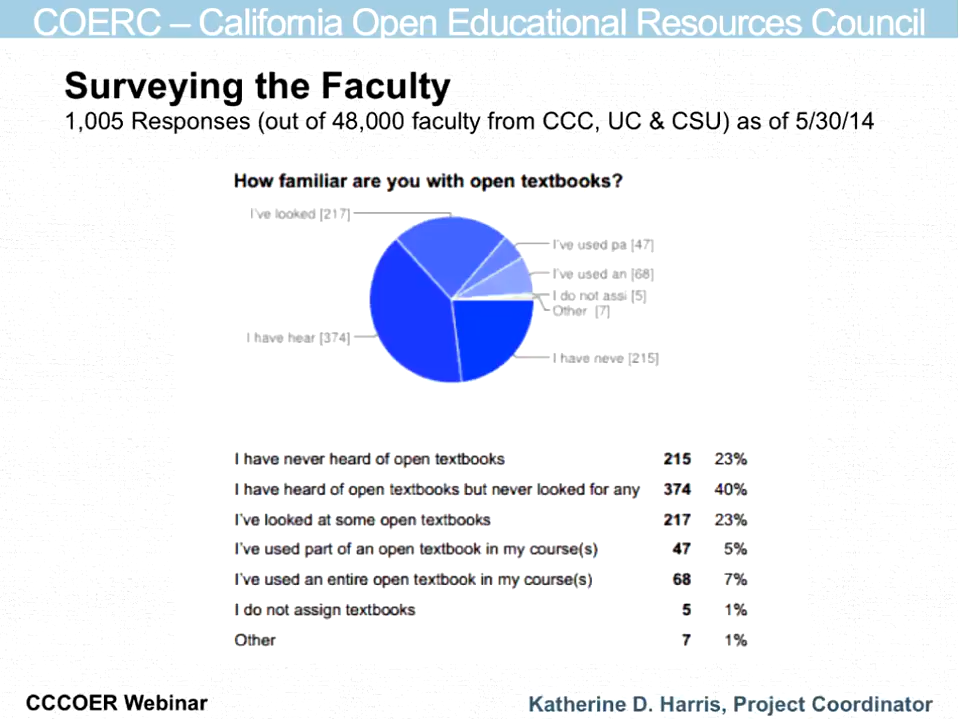 COERC – California Open Educational Resources Council
Surveying the Faculty
1,005 Responses (out of 48,000 faculty from CCC, UC & CSU) as of 5/30/14
How familiar are you with open textbooks?
I've looked [217]
I've used pa [47]
I've used an [68]
I do not assi [5]
Other [7]
I have hear [374]
I have neve [215]
I have never heard of open textbooks 215 23%
I have heard of open textbooks but never looked for any 374 40%
I've looked at some open textbooks 217 23%
I've used part of an open textbook in my course(s) 47 5%
I've used an entire open textbook in my course(s) 68 7%
I do not assign textbooks 5 1%
Other 7 1%
CCCOER Webinar
Katherine D. Harris, Project Coordinator